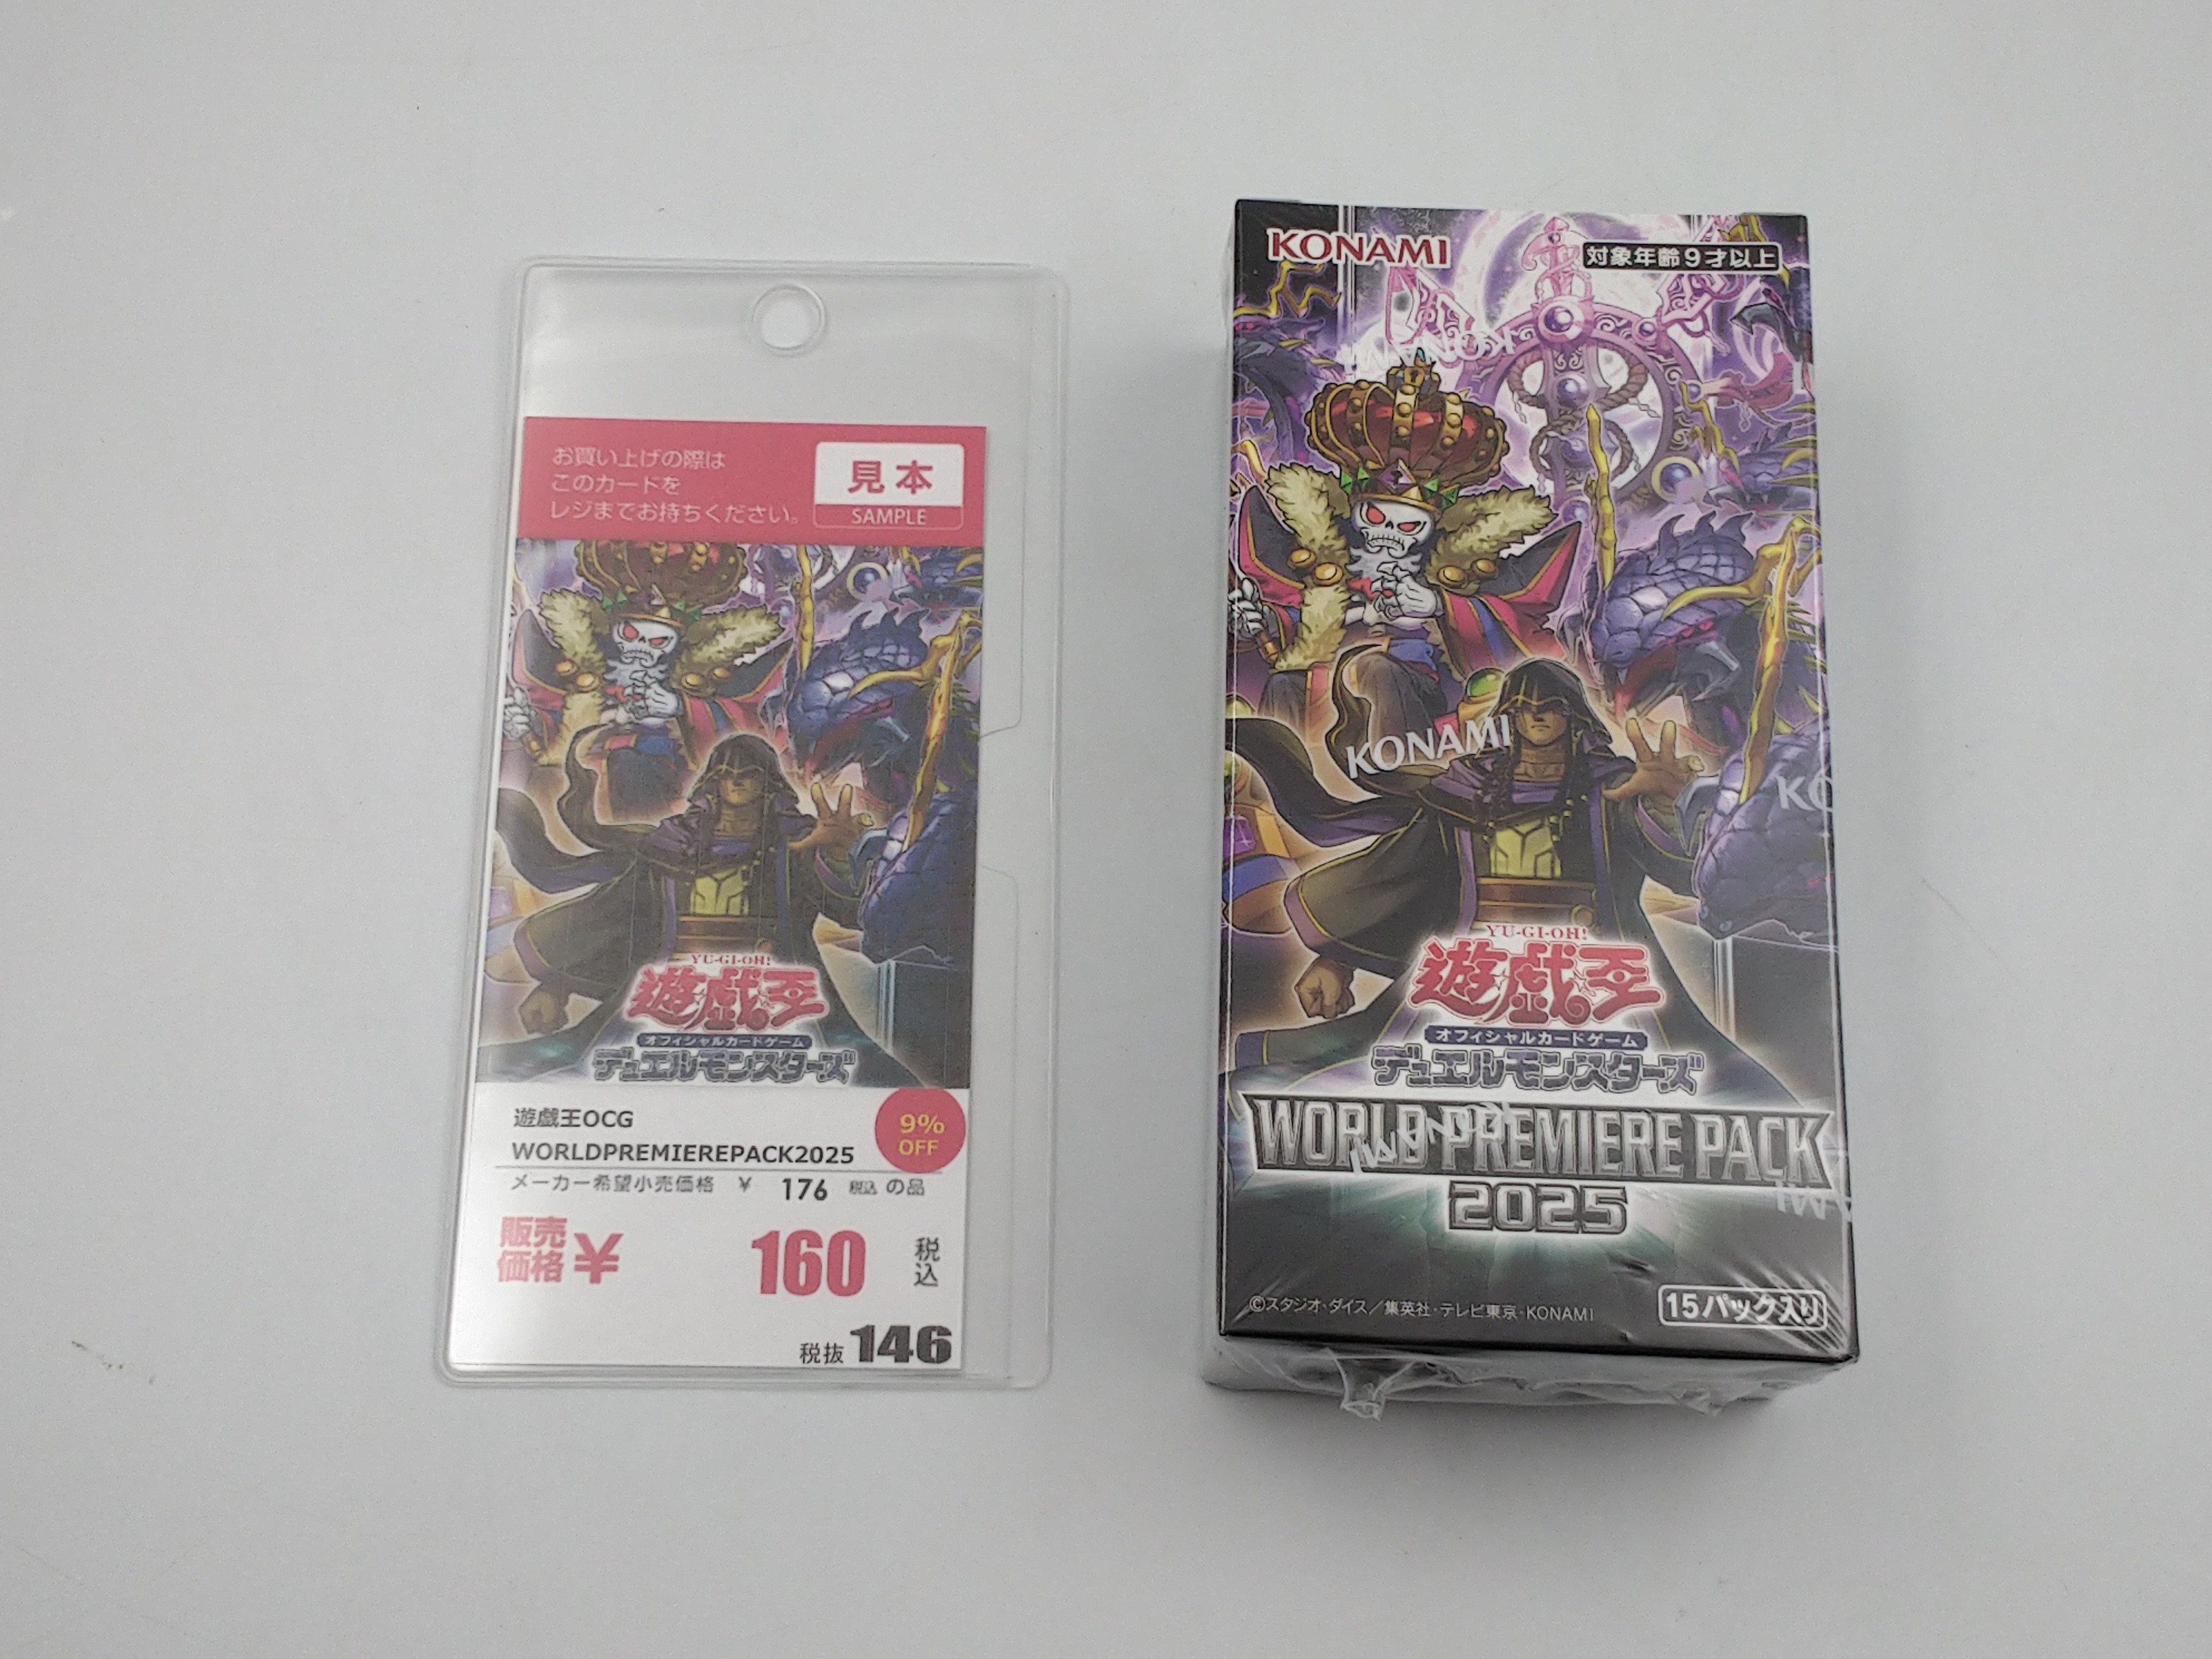 お買い上げの際は
このカードを
レジまでお持ちください。
見本
SAMPLE
YU-GI-OH!
遊戯王
オフィシャルカードゲーム
デュエルモンスターズ
遊戯王OCG
WORLDPREMIEREPACK2025
9%
OFF
メーカー希望小売価格 ¥ 176 税込 の品
販売
価格 ¥ 160 税込
税抜 146
KONAMI
対象年齢9才以上
KONAMI
KONAMI
KO
YU-GI-OH!
遊戯王
オフィシャルカードゲーム
デュエルモンスターズ
WORLD PREMIERE PACK
KONAMI
2025
©スタジオ・ダイス/集英社・テレビ東京・KONAMI
15パック入り